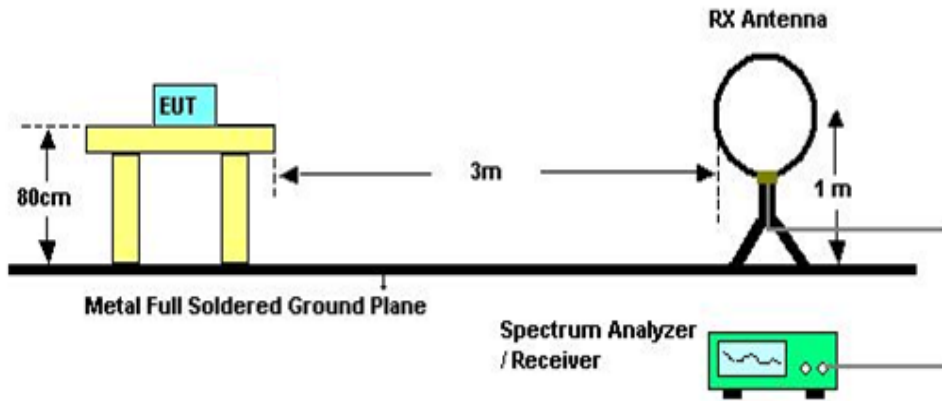 RX Antenna
EUT
3m
80cm
1 m
Metal Full Soldered Ground Plane
Spectrum Analyzer
/ Receiver